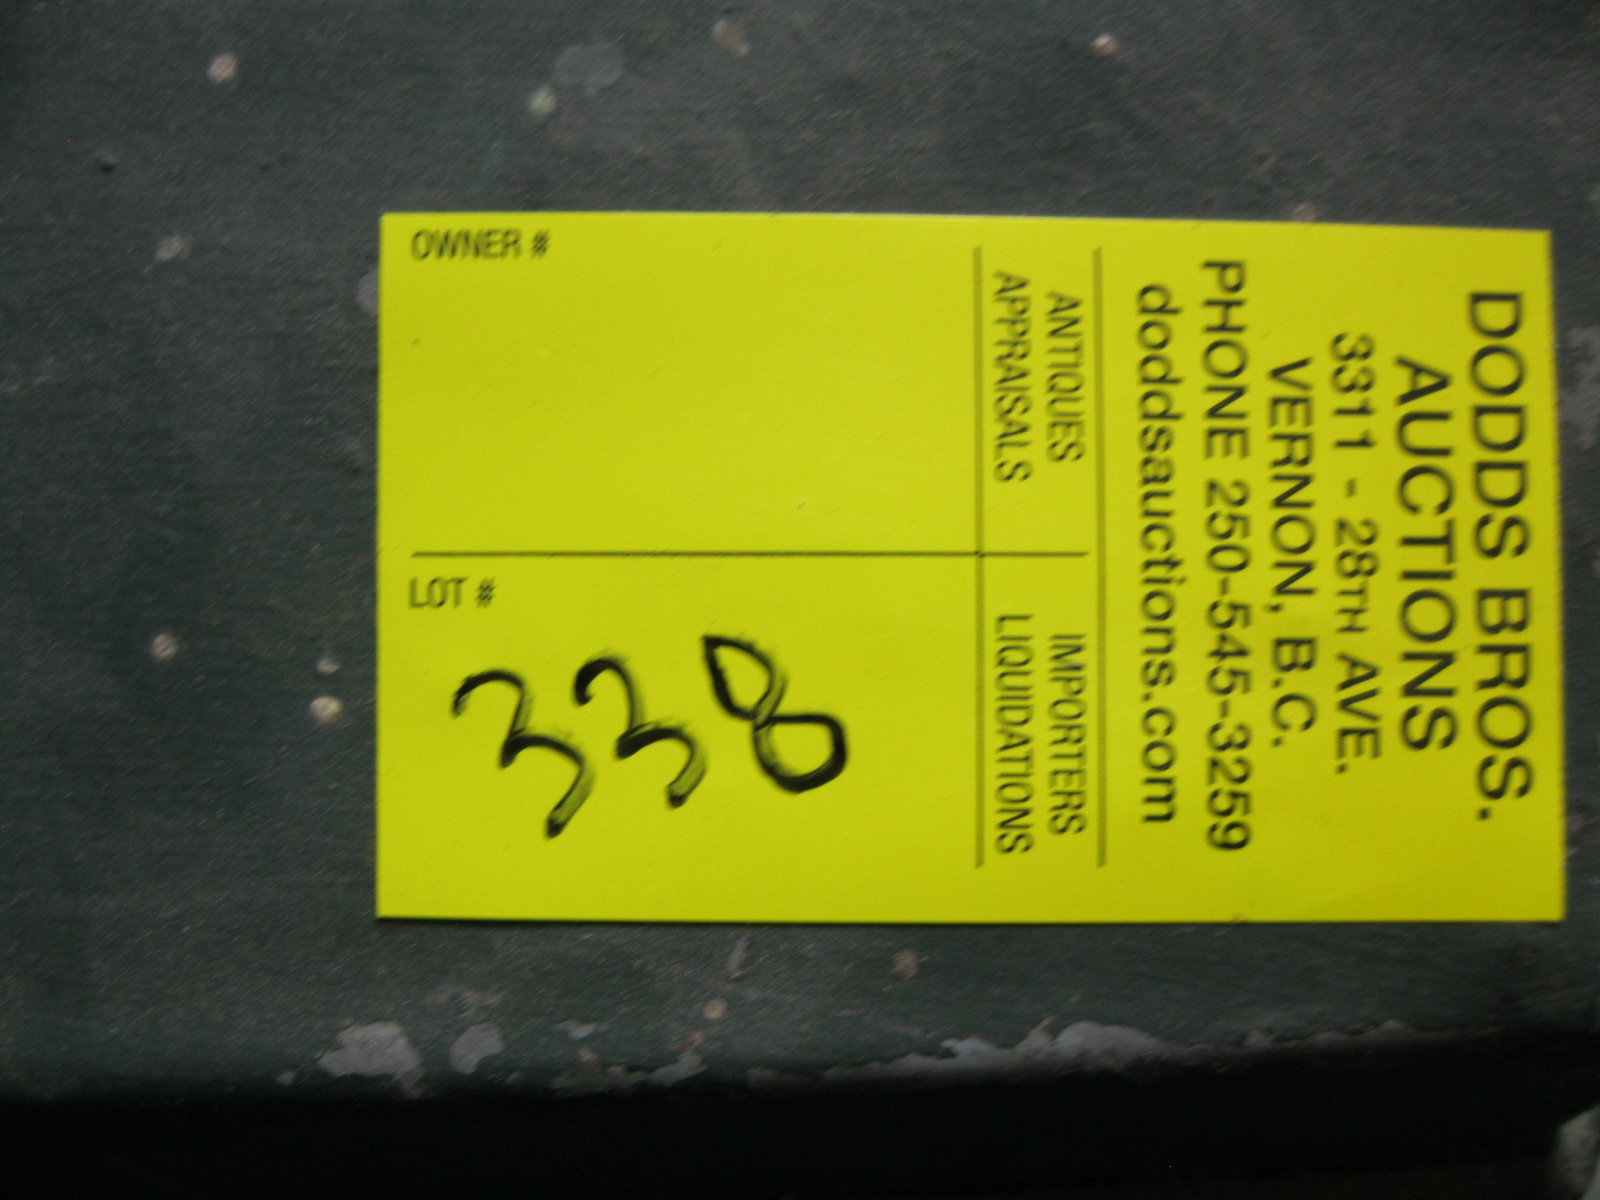 DODDS BROS.
AUCTIONS
3311 - 28TH AVE.
VERNON, B.C.
PHONE 250-545-3259
doddsauctions.com
ANTIQUES
APPRAISALS
IMPORTERS
LIQUIDATIONS
OWNER #
LOT #
338